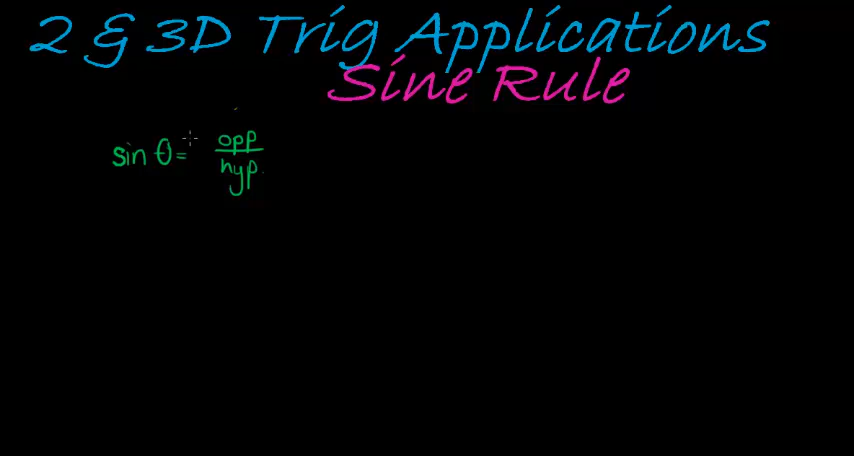 2 & 3D Trig Applications
Sine Rule
sin θ = opp
hyp.